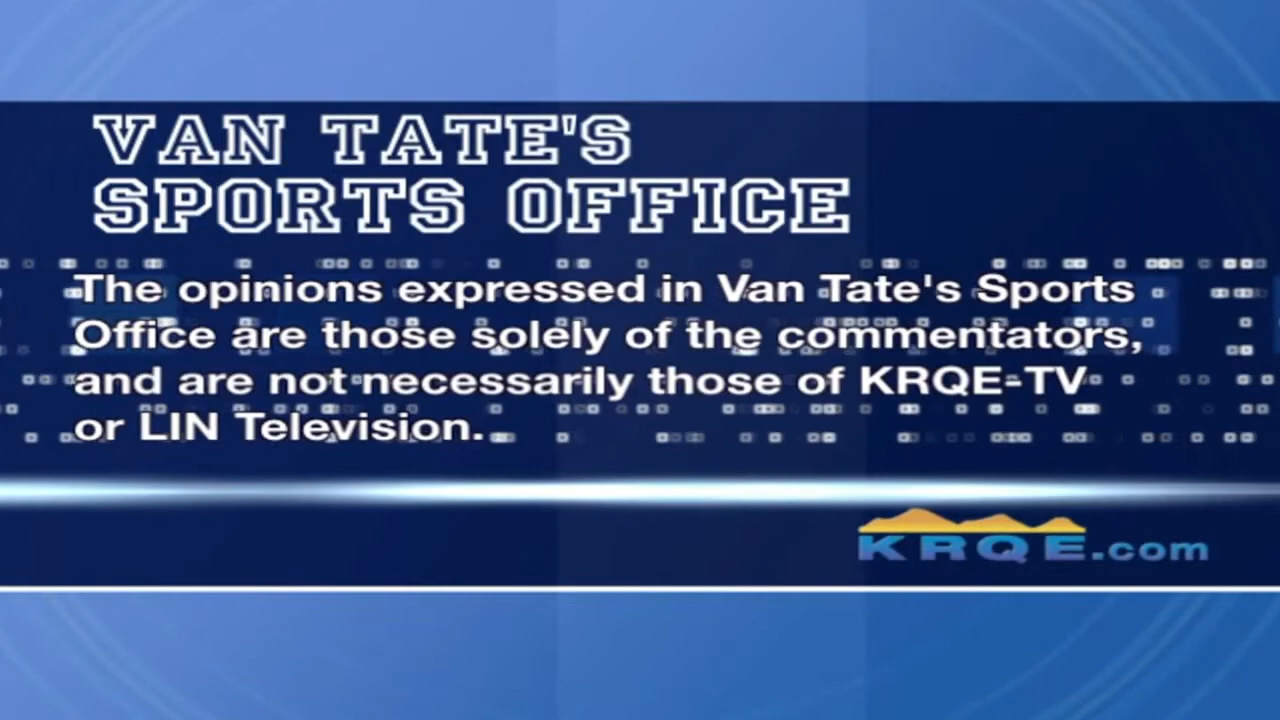 VAN TATE'S
SPORTS OFFICE
The opinions expressed in Van Tate's Sports
Office are those solely of the commentators,
and are not necessarily those of KRQE-TV
or LIN Television.
KRQE.com